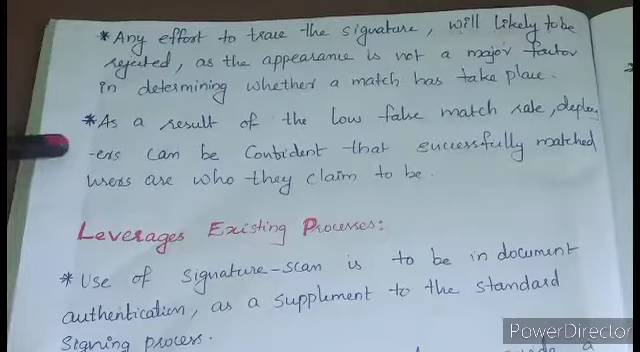 * Any effort to trace the signature, will likely to be
rejected, as the appearance is not a major factor
in determining whether a match has take place.
* As a result of the low false match rate, deploy
-ers can be Confident that successfully matched
users are who they claim to be.
Leverages Existing Processes:
* Use of signature-scan is to be in document
authentication, as a supplement to the standard
Signing process.
PowerDirector